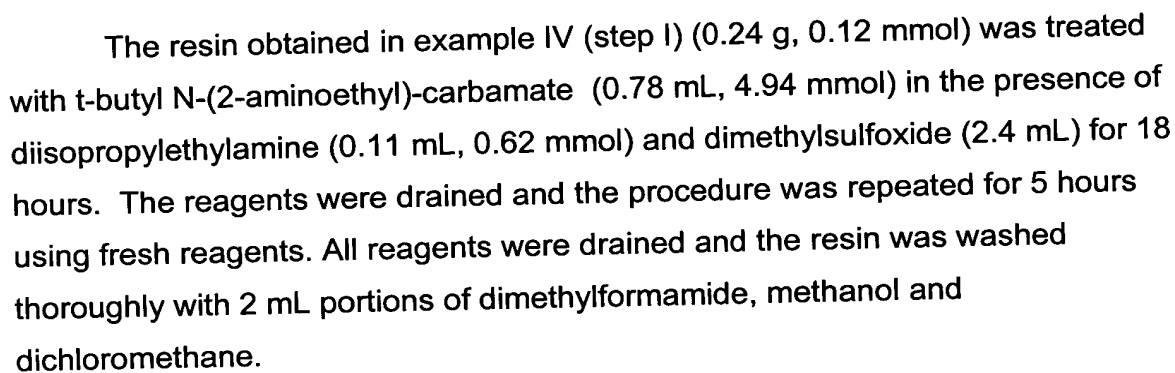 The resin obtained in example IV (step I) (0.24 g, 0.12 mmol) was treated
with t-butyl N-(2-aminoethyl)-carbamate (0.78 mL, 4.94 mmol) in the presence of
diisopropylethylamine (0.11 mL, 0.62 mmol) and dimethylsulfoxide (2.4 mL) for 18
hours. The reagents were drained and the procedure was repeated for 5 hours
using fresh reagents. All reagents were drained and the resin was washed
thoroughly with 2 mL portions of dimethylformamide, methanol and
dichloromethane.